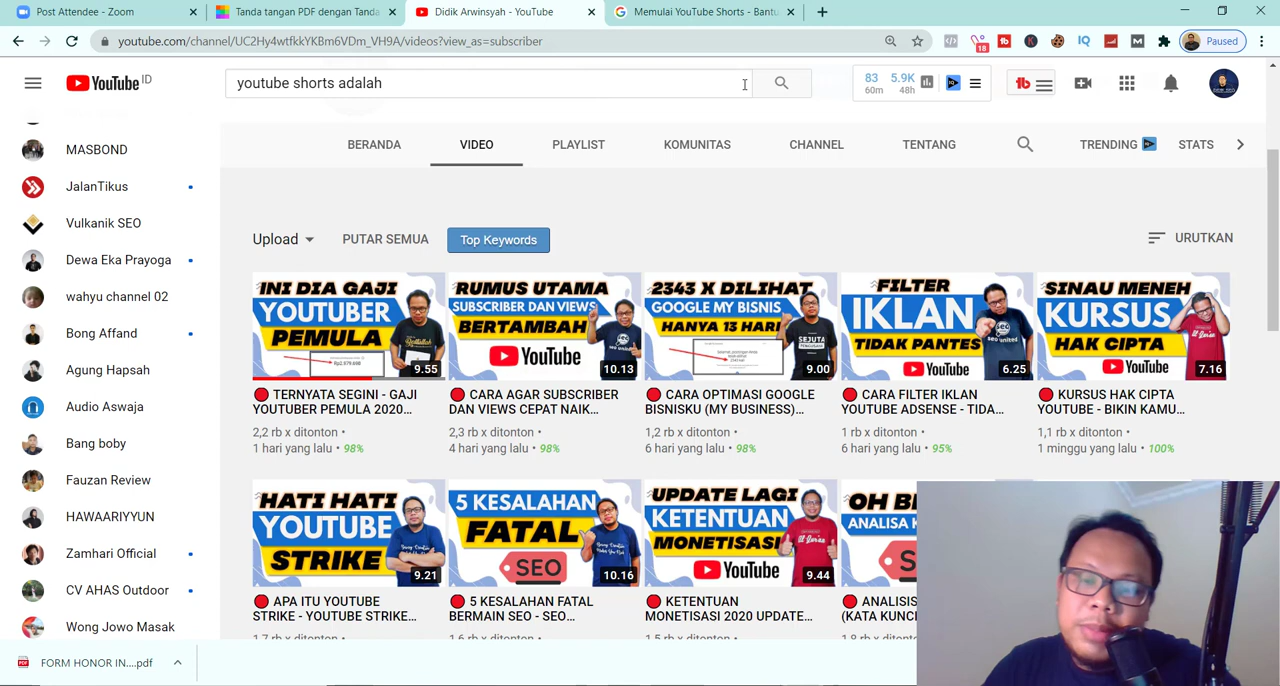 Post Attendee - Zoom
Tanda tangan PDF dengan Tanda
Didik Arwinsyah - YouTube
Memulai YouTube Shorts - Bantu
youtube.com/channel/UC2Hy4wtfkkYKBm6VDm_VH9A/videos?view_as=subscriber
18
Paused
YouTube ID
youtube shorts adalah
83
60m
5.9K
48h
BERANDA
VIDEO
PLAYLIST
KOMUNITAS
CHANNEL
TENTANG
TRENDING
STATS
MASBOND
JalanTikus
Vulkanik SEO
Dewa Eka Prayoga
wahyu channel 02
Bong Affand
Agung Hapsah
Audio Aswaja
Bang boby
Fauzan Review
HAWAARIYYUN
Zamhari Official
CV AHAS Outdoor
Wong Jowo Masak
Upload
PUTAR SEMUA
Top Keywords
URUTKAN
INI DIA GAJI
YOUTUBER
PEMULA
9.55
TERNYATA SEGINI - GAJI
YOUTUBER PEMULA 2020...
2,2 rb x ditonton •
1 hari yang lalu • 98%
RUMUS UTAMA
SUBSCRIBER DAN VIEWS
BERTAMBAH
YouTube
10.13
CARA AGAR SUBSCRIBER
DAN VIEWS CEPAT NAIK...
2,3 rb x ditonton •
4 hari yang lalu • 98%
2343 X DILIHAT
GOOGLE MY BISNIS
HANYA 13 HARI
9.00
CARA OPTIMASI GOOGLE
BISNISKU (MY BUSINESS)...
1,2 rb x ditonton •
6 hari yang lalu • 98%
FILTER
IKLAN
TIDAK PANTES
YouTube
6.25
CARA FILTER IKLAN
YOUTUBE ADSENSE - TIDA...
1 rb x ditonton •
6 hari yang lalu • 95%
SINAU MENEH
KURSUS
HAK CIPTA
YouTube
7.16
KURSUS HAK CIPTA
YOUTUBE - BIKIN KAMU...
1,1 rb x ditonton •
1 minggu yang lalu • 100%
HATI HATI
YOUTUBE
STRIKE
9.21
APA ITU YOUTUBE
STRIKE - YOUTUBE STRIKE...
5 KESALAHAN
FATAL
SEO
10.16
5 KESALAHAN FATAL
BERMAIN SEO - SEO...
UPDATE LAGI
KETENTUAN
MONETISASI
YouTube
9.44
KETENTUAN
MONETISASI 2020 UPDATE...
OH BE
ANALISA K
S
ANALISIS
(KATA KUNC
FORM HONOR IN....pdf